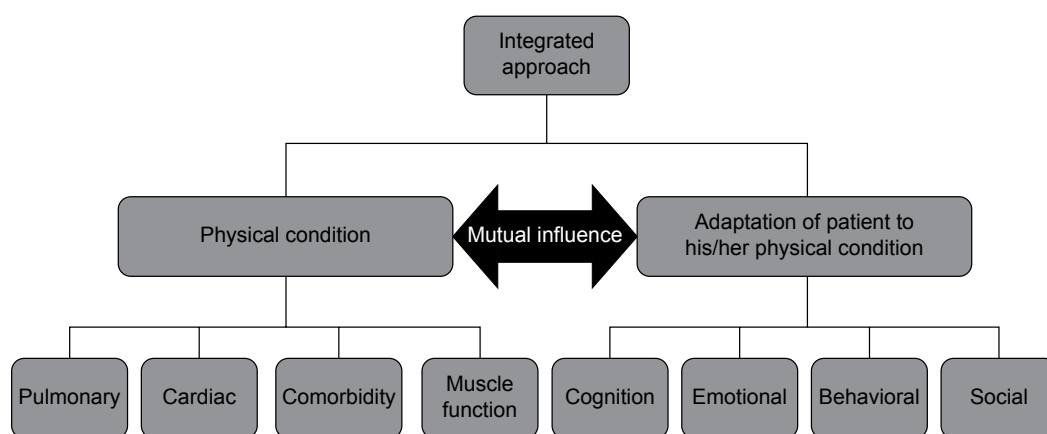 Integrated
approach
Physical condition
Mutual influence
Adaptation of patient to
his/her physical condition
Pulmonary
Cardiac
Comorbidity
Muscle
function
Cognition
Emotional
Behavioral
Social